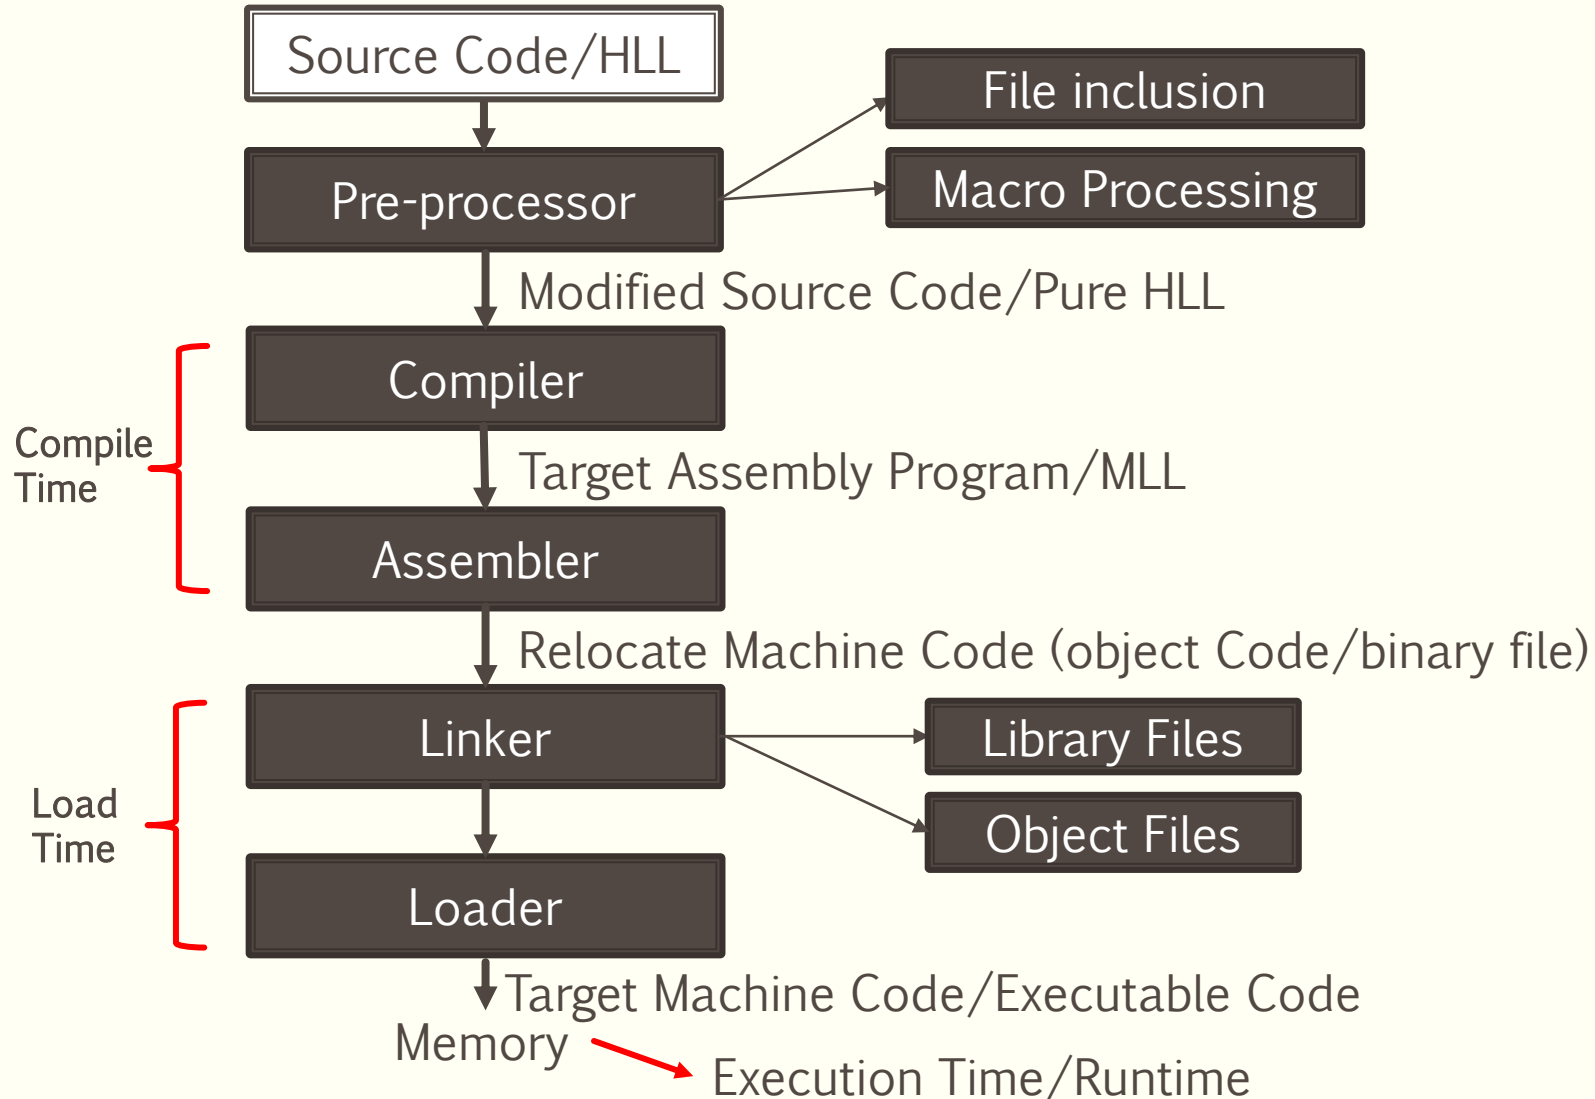 Source Code/HLL
File inclusion
Pre-processor
Macro Processing
Modified Source Code/Pure HLL
Compiler
Compile
Time
Target Assembly Program/MLL
Assembler
Relocate Machine Code (object Code/binary file)
Linker
Library Files
Load
Time
Object Files
Loader
Target Machine Code/Executable Code
Memory
Execution Time/Runtime